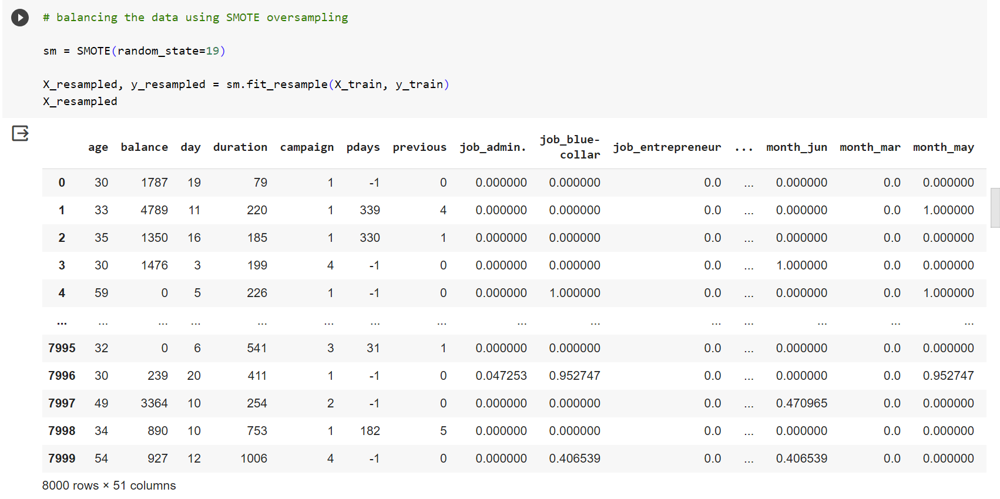 # balancing the data using SMOTE oversampling
sm = SMOTE(random_state=19)
X_resampled, y_resampled = sm.fit_resample(X_train, y_train)
X_resampled
age balance day duration campaign pdays previous job_admin. job_blue-collar job_entrepreneur ... month_jun month_mar month_may
0 30 1787 19 79 1 -1 0 0.000000 0.000000 0.0 ... 0.000000 0.0 0.000000
1 33 4789 11 220 1 339 4 0.000000 0.000000 0.0 ... 0.000000 0.0 1.000000
2 35 1350 16 185 1 330 1 0.000000 0.000000 0.0 ... 0.000000 0.0 0.000000
3 30 1476 3 199 4 -1 0 0.000000 0.000000 0.0 ... 1.000000 0.0 0.000000
4 59 0 5 226 1 -1 0 0.000000 1.000000 0.0 ... 0.000000 0.0 1.000000
... ... ... ... ... ... ... ... ... ... ... ... ... ... ...
7995 32 0 6 541 3 31 1 0.000000 0.000000 0.0 ... 0.000000 0.0 0.000000
7996 30 239 20 411 1 -1 0 0.047253 0.952747 0.0 ... 0.000000 0.0 0.952747
7997 49 3364 10 254 2 -1 0 0.000000 0.000000 0.0 ... 0.470965 0.0 0.000000
7998 34 890 10 753 1 182 5 0.000000 0.000000 0.0 ... 0.000000 0.0 0.000000
7999 54 927 12 1006 4 -1 0 0.000000 0.406539 0.0 ... 0.406539 0.0 0.000000
8000 rows × 51 columns